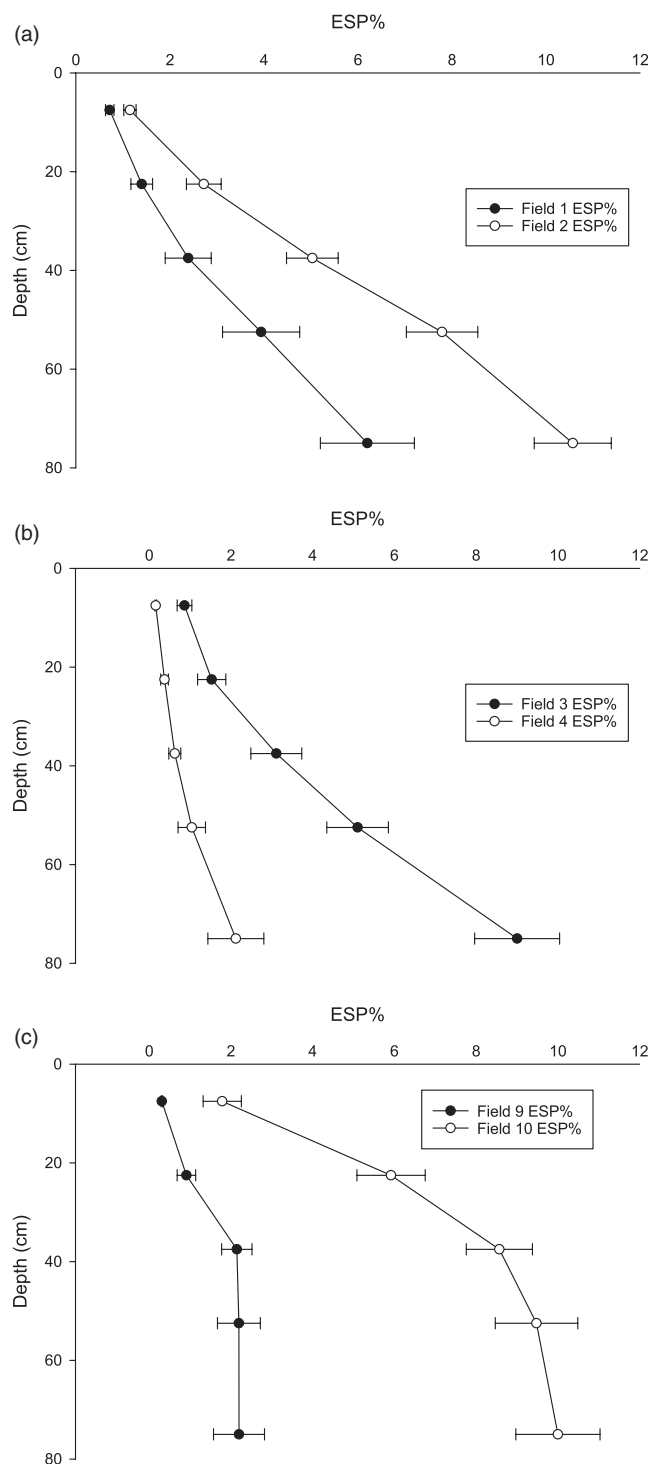 (a)
ESP%
0 2 4 6 8 10 12
0
20
40
60
80
Depth (cm)
Field 1 ESP%
Field 2 ESP%
(b)
ESP%
0 2 4 6 8 10 12
0
20
40
60
80
Depth (cm)
Field 3 ESP%
Field 4 ESP%
(c)
ESP%
0 2 4 6 8 10 12
0
20
40
60
80
Depth (cm)
Field 9 ESP%
Field 10 ESP%